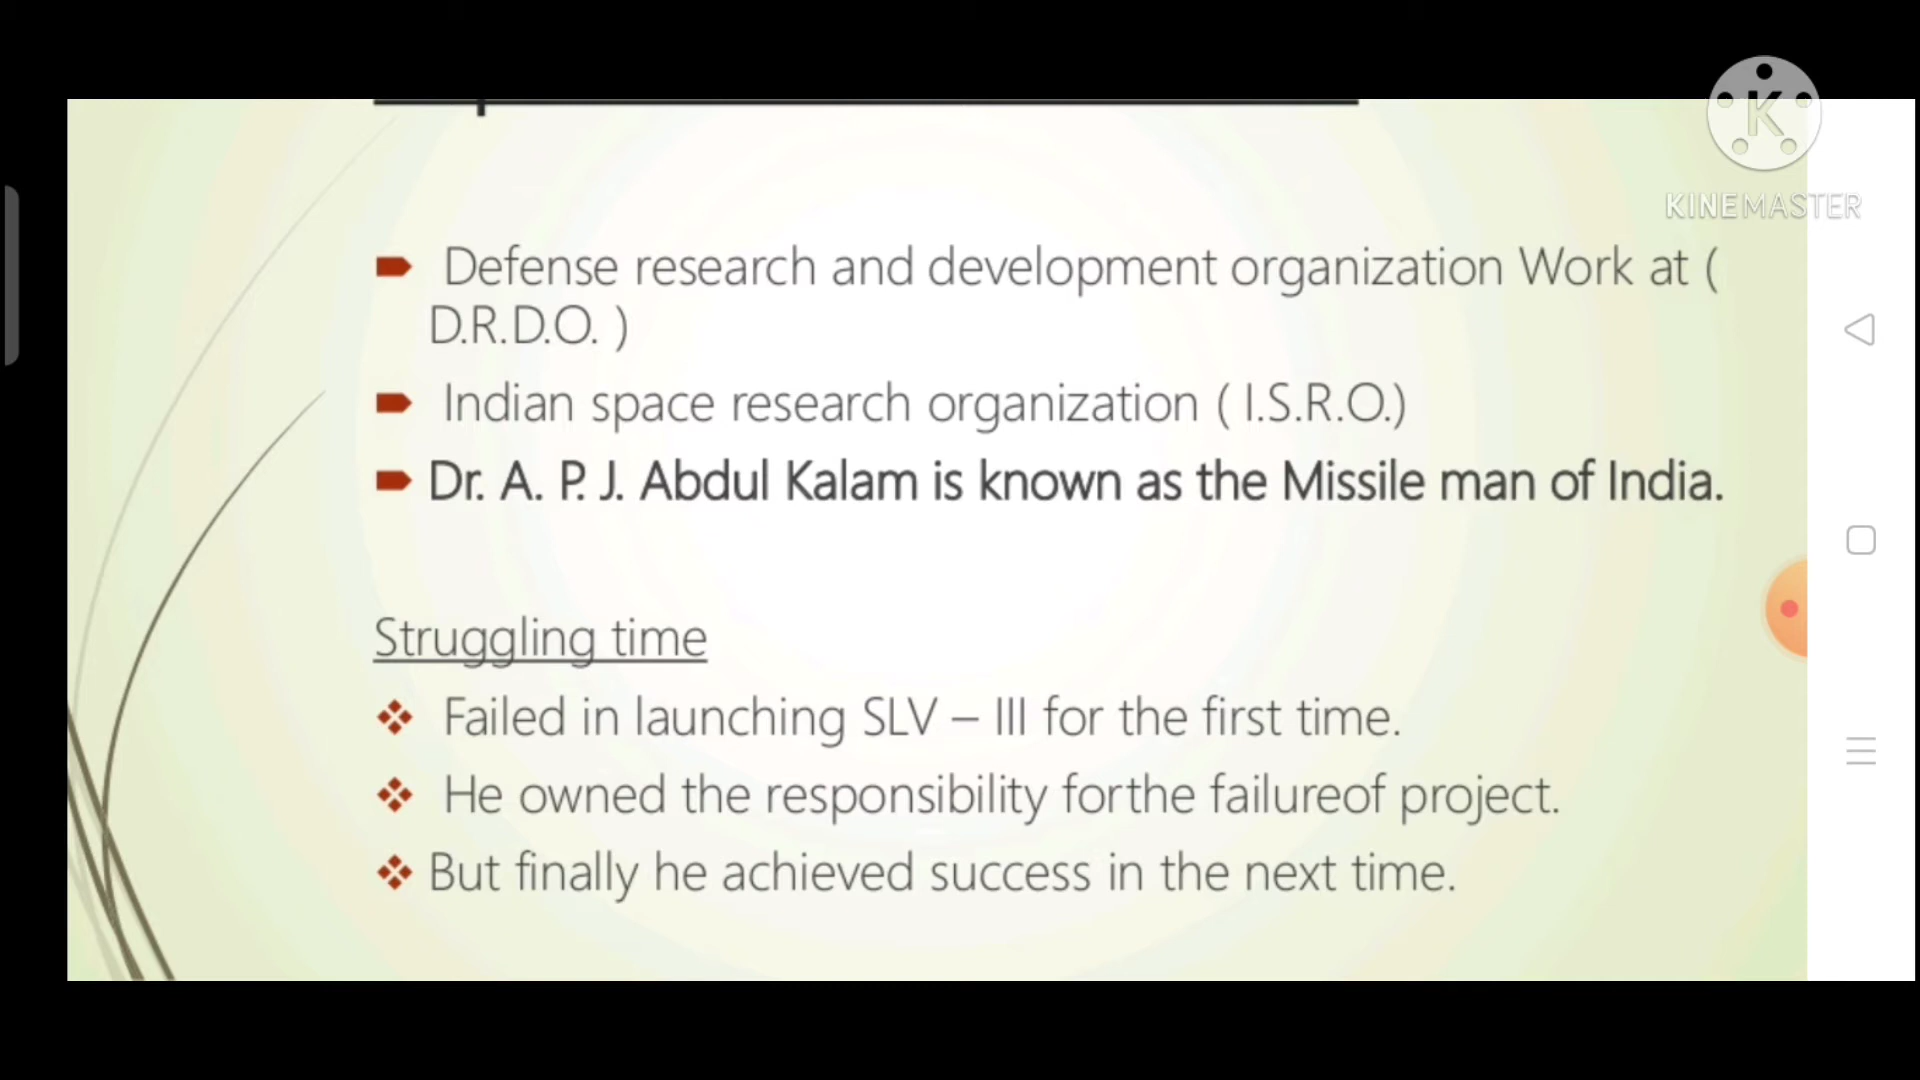 K
KINEMASTER
Defense research and development organization Work at (
D.R.D.O. )
Indian space research organization ( I.S.R.O.)
Dr. A. P. J. Abdul Kalam is known as the Missile man of India.
Struggling time
Failed in launching SLV – III for the first time.
He owned the responsibility forthe failureof project.
But finally he achieved success in the next time.